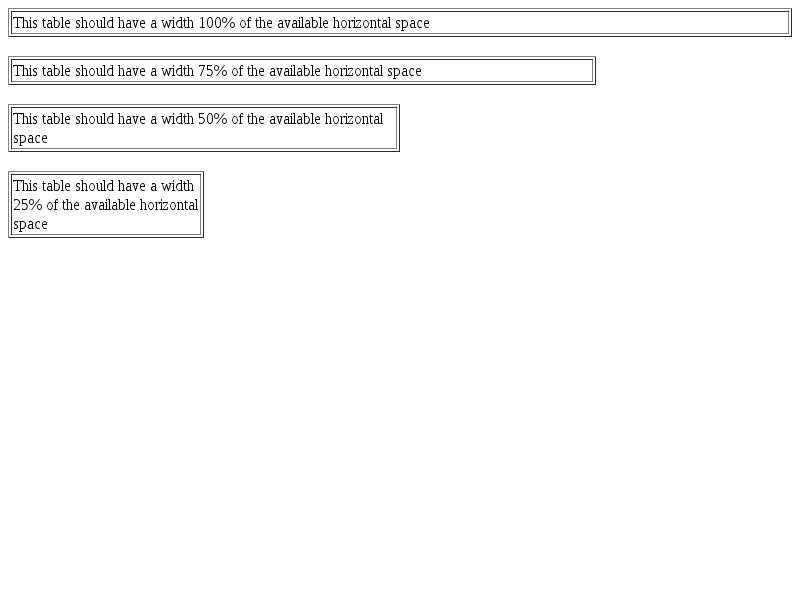 This table should have a width 100% of the available horizontal space
This table should have a width 75% of the available horizontal space
This table should have a width 50% of the available horizontal
space
This table should have a width
25% of the available horizontal
space